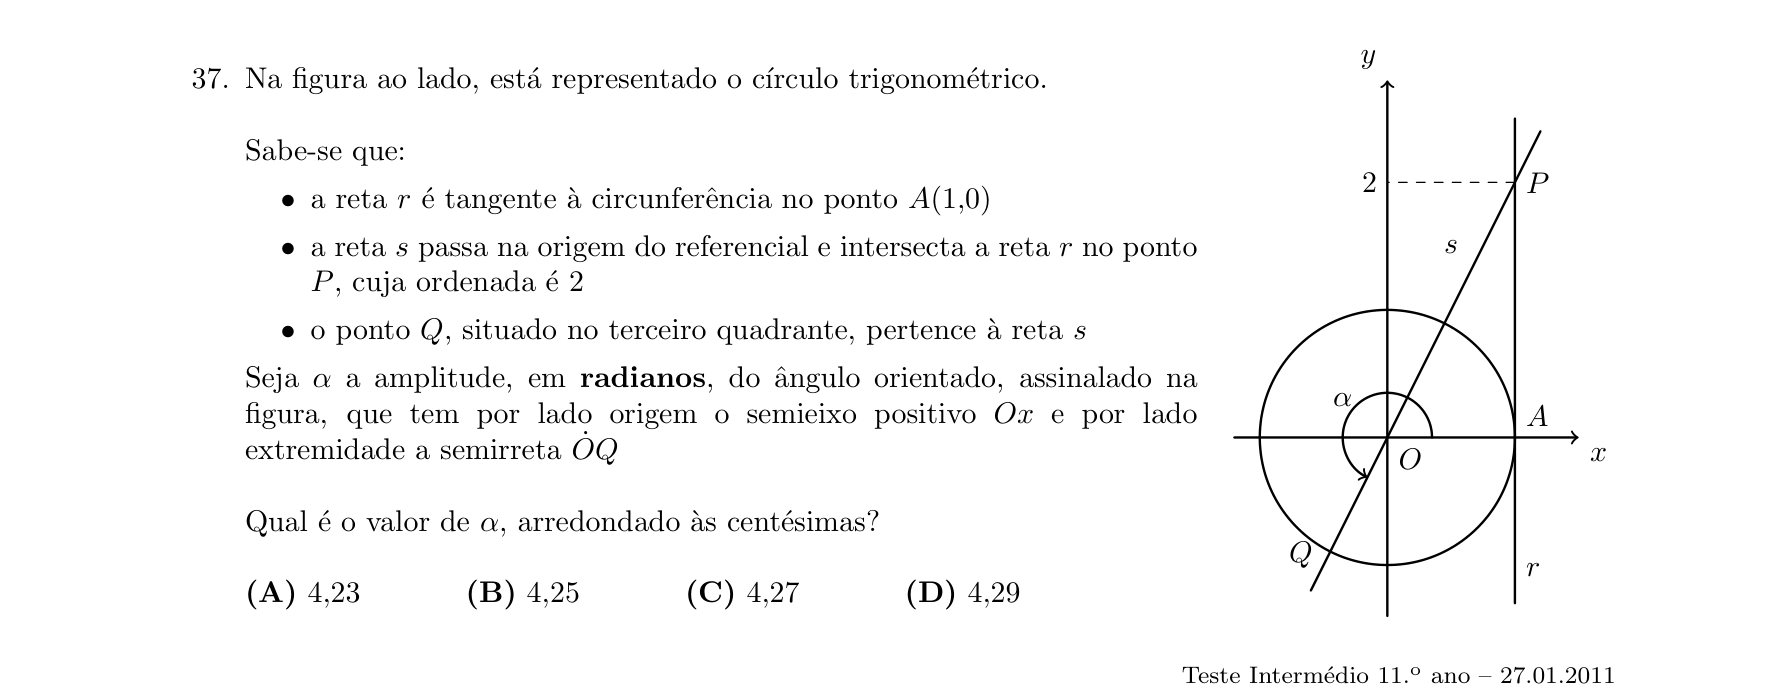 37. Na figura ao lado, está representado o círculo trigonométrico.
Sabe-se que:
• a reta r é tangente à circunferência no ponto A(1,0)
• a reta s passa na origem do referencial e intersecta a reta r no ponto
P, cuja ordenada é 2
• o ponto Q, situado no terceiro quadrante, pertence à reta s
Seja α a amplitude, em radianos, do ângulo orientado, assinalado na
figura, que tem por lado origem o semieixo positivo Ox e por lado
extremidade a semirreta ȮQ
Qual é o valor de α, arredondado às centésimas?
(A) 4,23 (B) 4,25 (C) 4,27 (D) 4,29
y
2
P
s
α
A
O
x
Q
r
Teste Intermédio 11.º ano – 27.01.2011